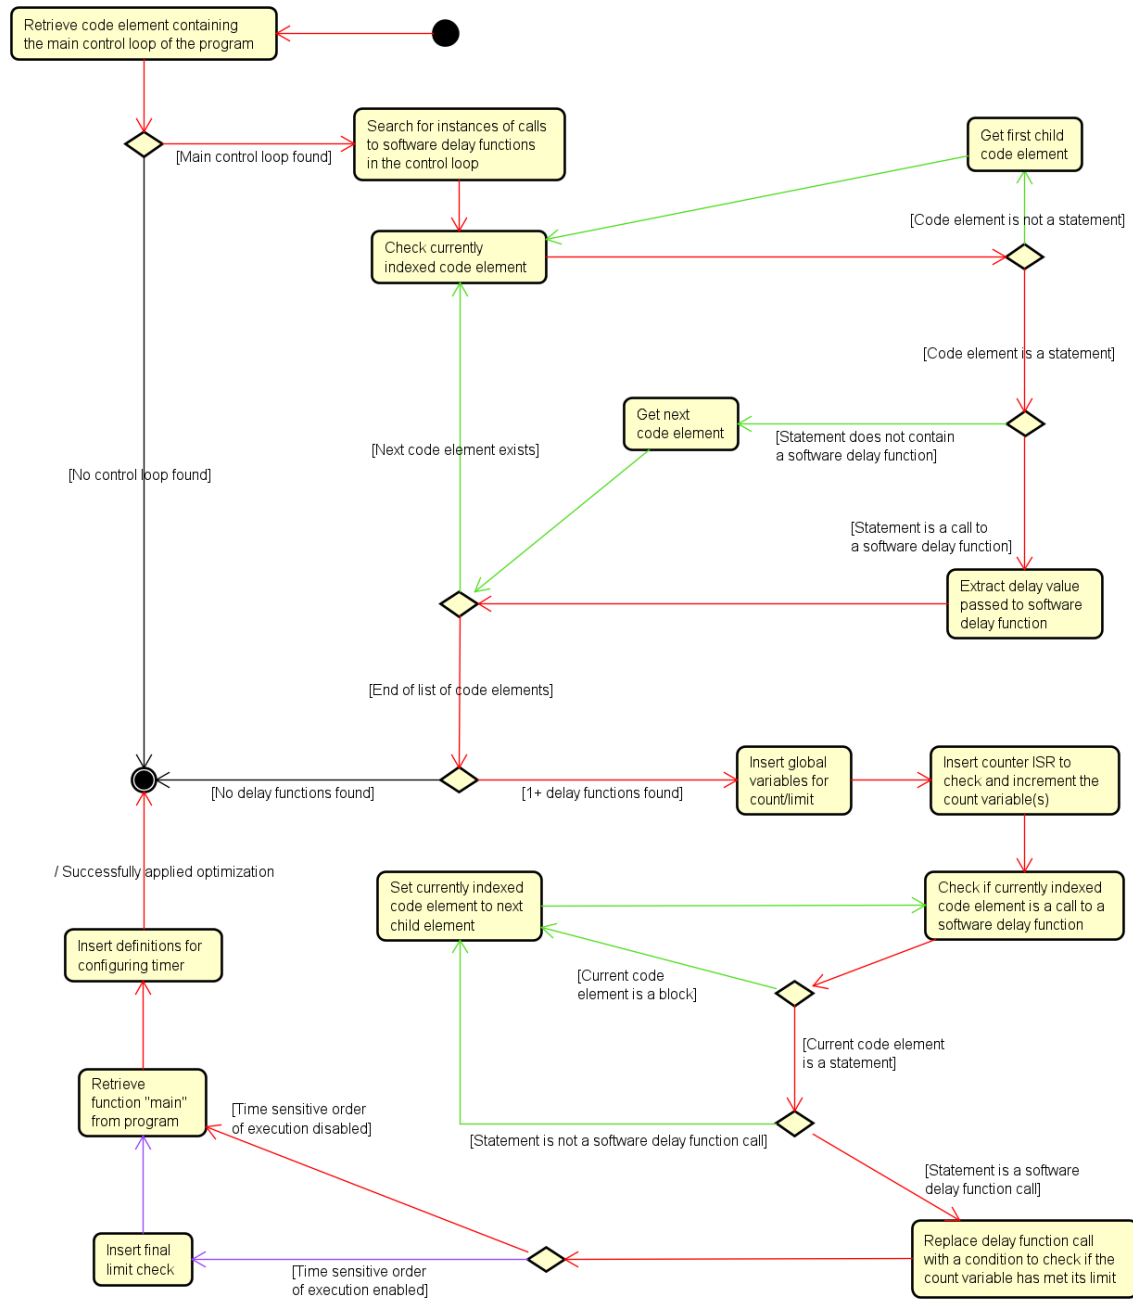 Retrieve code element containing
the main control loop of the program
[Main control loop found]
Search for instances of calls
to software delay functions
in the control loop
Get first child
code element
[Code element is not a statement]
Check currently
indexed code element
[Code element is a statement]
Get next
code element
[Statement does not contain
a software delay function]
[Next code element exists]
[No control loop found]
[Statement is a call to
a software delay function]
Extract delay value
passed to software
delay function
[End of list of code elements]
[No delay functions found]
[1+ delay functions found]
Insert global
variables for
count/limit
Insert counter ISR to
check and increment the
count variable(s)
/ Successfully applied optimization
Set currently indexed
code element to next
child element
Check if currently indexed
code element is a call to a
software delay function
Insert definitions for
configuring timer
[Current code
element is a block]
[Current code element
is a statement]
Retrieve
function "main"
from program
[Time sensitive order
of execution disabled]
[Statement is not a software delay function call]
[Statement is a software
delay function call]
Insert final
limit check
[Time sensitive order
of execution enabled]
Replace delay function call
with a condition to check if the
count variable has met its limit